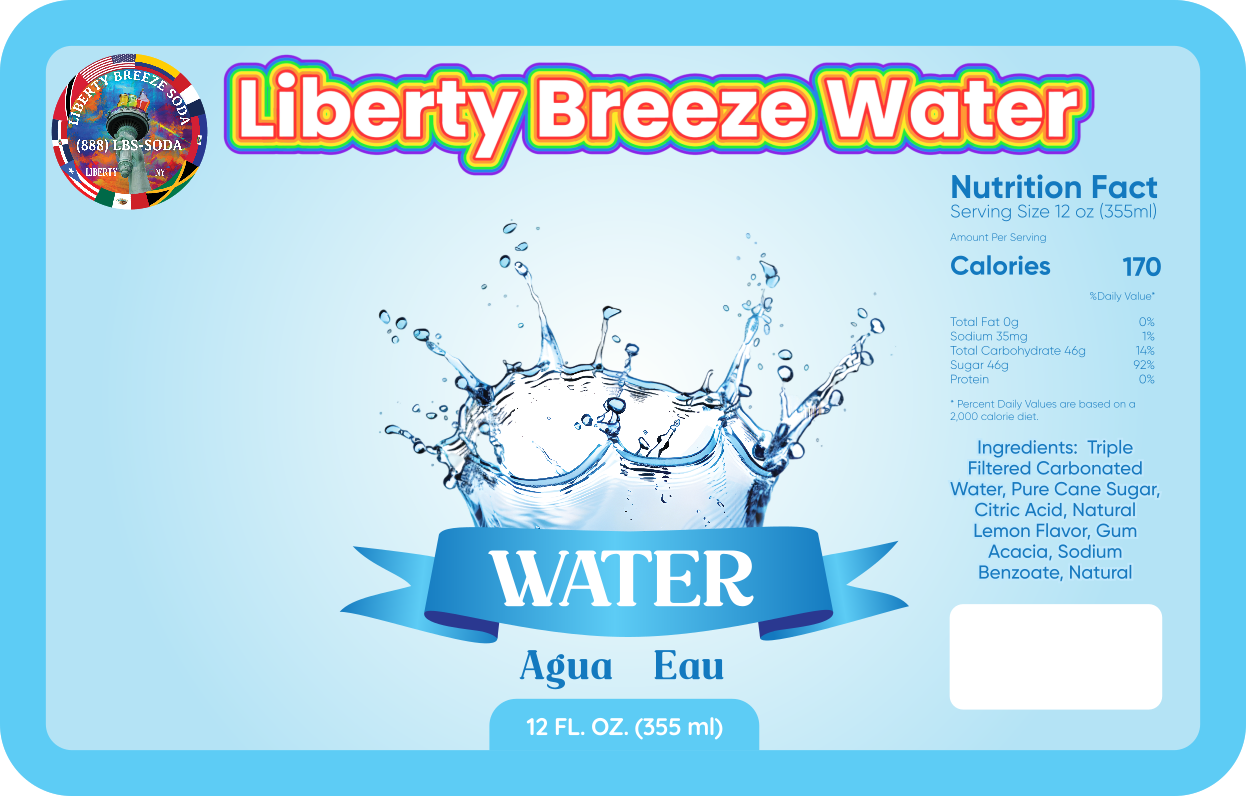 LIBERTY BREEZE SODA
(888) LBS-SODA
LIBERTY NY
Liberty Breeze Water
Nutrition Fact
Serving Size 12 oz (355ml)
Amount Per Serving
Calories 170
%Daily Value*
Total Fat 0g 0%
Sodium 35mg 1%
Total Carbohydrate 46g 14%
Sugar 46g 92%
Protein 0%
* Percent Daily Values are based on a
2,000 calorie diet.
Ingredients: Triple
Filtered Carbonated
Water, Pure Cane Sugar,
Citric Acid, Natural
Lemon Flavor, Gum
Acacia, Sodium
Benzoate, Natural
WATER
Agua Eau
12 FL. OZ. (355 ml)